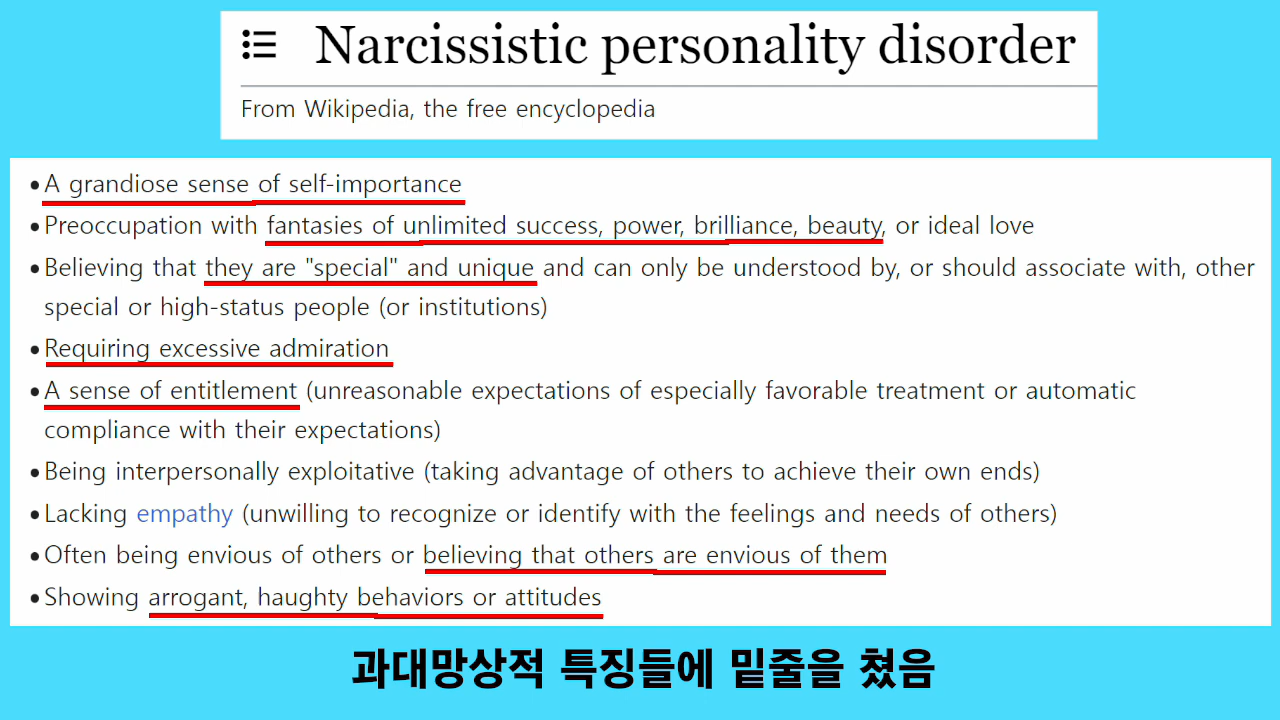 Narcissistic personality disorder
From Wikipedia, the free encyclopedia
•A grandiose sense of self-importance
•Preoccupation with fantasies of unlimited success, power, brilliance, beauty, or ideal love
•Believing that they are "special" and unique and can only be understood by, or should associate with, other
special or high-status people (or institutions)
•Requiring excessive admiration
•A sense of entitlement (unreasonable expectations of especially favorable treatment or automatic
compliance with their expectations)
•Being interpersonally exploitative (taking advantage of others to achieve their own ends)
•Lacking empathy (unwilling to recognize or identify with the feelings and needs of others)
•Often being envious of others or believing that others are envious of them
•Showing arrogant, haughty behaviors or attitudes
과대망상적 특징들에 밑줄을 쳤음